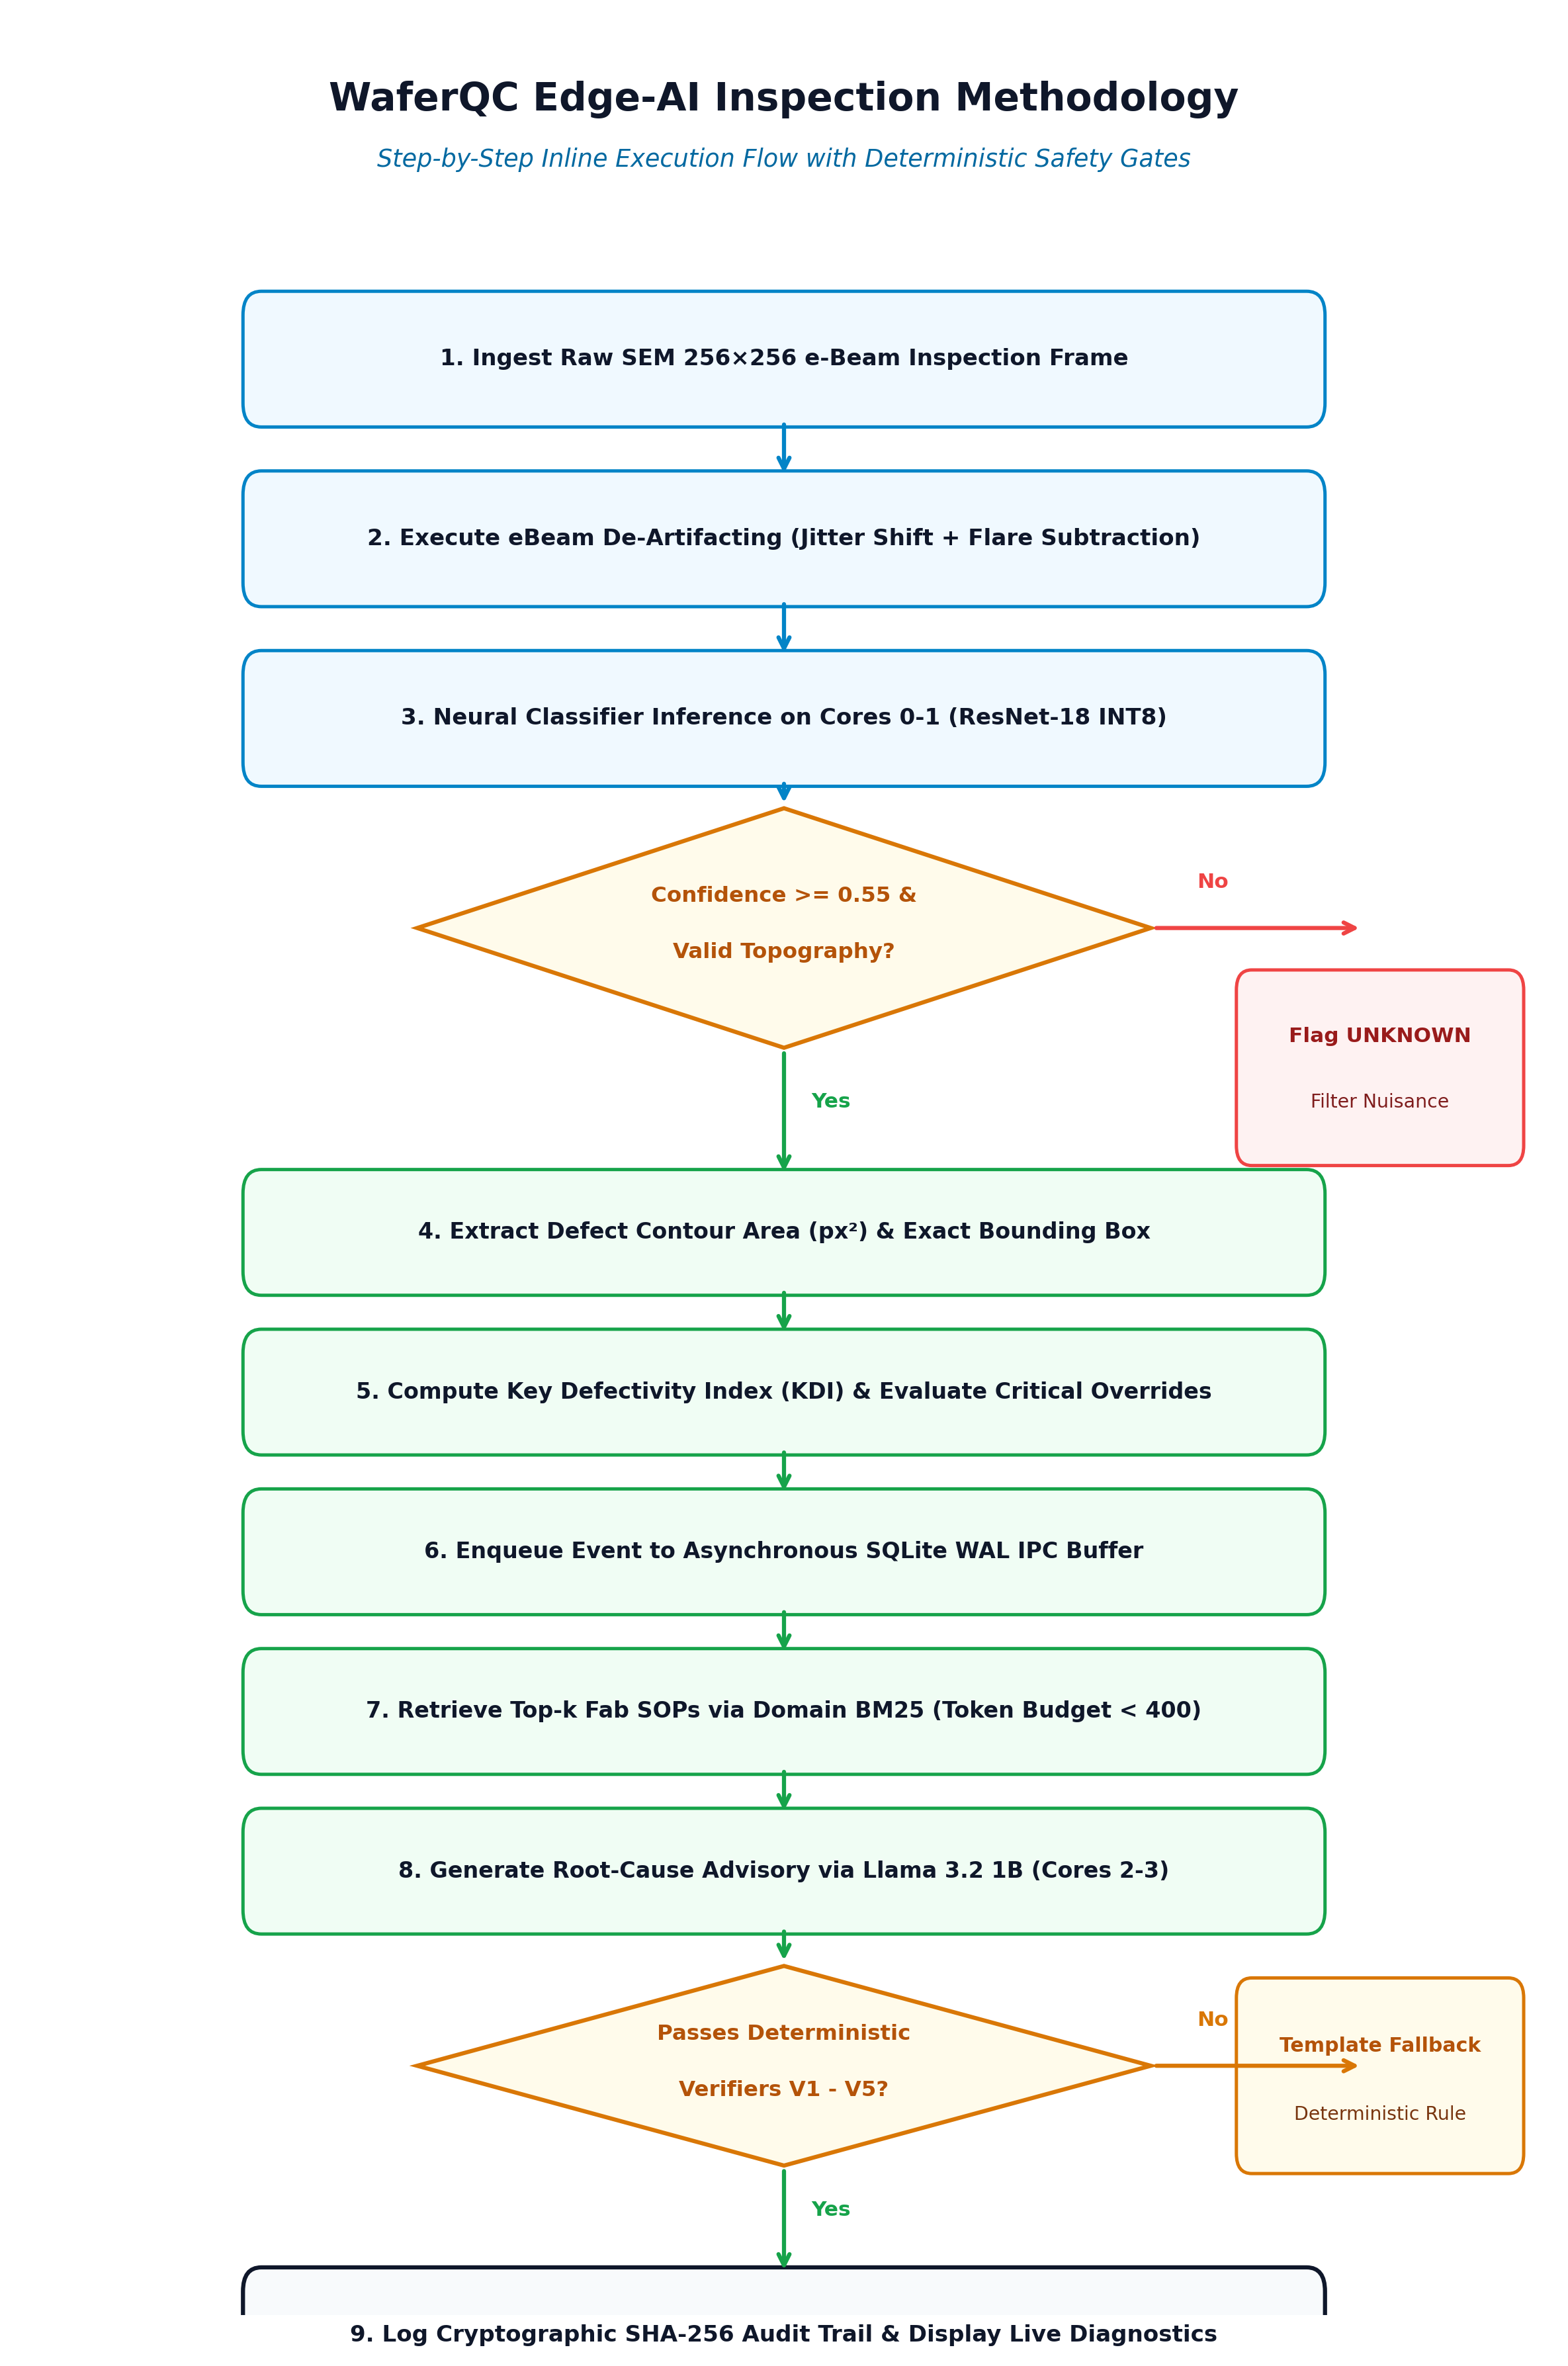 WaferQC Edge-AI Inspection Methodology
Step-by-Step Inline Execution Flow with Deterministic Safety Gates
1. Ingest Raw SEM 256×256 e-Beam Inspection Frame
2. Execute eBeam De-Artifacting (Jitter Shift + Flare Subtraction)
3. Neural Classifier Inference on Cores 0-1 (ResNet-18 INT8)
Confidence >= 0.55 &
Valid Topography?
No
Flag UNKNOWN
Filter Nuisance
Yes
4. Extract Defect Contour Area (px²) & Exact Bounding Box
5. Compute Key Defectivity Index (KDI) & Evaluate Critical Overrides
6. Enqueue Event to Asynchronous SQLite WAL IPC Buffer
7. Retrieve Top-k Fab SOPs via Domain BM25 (Token Budget < 400)
8. Generate Root-Cause Advisory via Llama 3.2 1B (Cores 2-3)
Passes Deterministic
Verifiers V1 - V5?
No
Template Fallback
Deterministic Rule
Yes
9. Log Cryptographic SHA-256 Audit Trail & Display Live Diagnostics